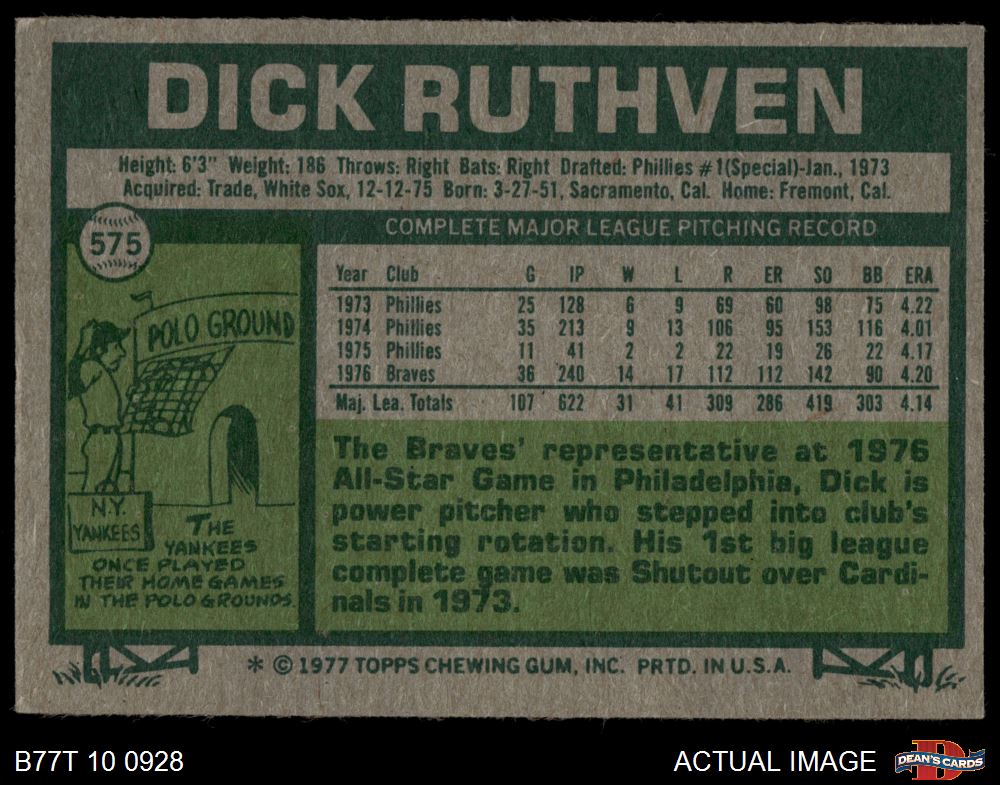 DICK RUTHVEN
Height: 6'3" Weight: 186 Throws: Right Bats: Right Drafted: Phillies #1(Special)-Jan., 1973
Acquired: Trade, White Sox, 12-12-75 Born: 3-27-51, Sacramento, Cal. Home: Fremont, Cal.
575
COMPLETE MAJOR LEAGUE PITCHING RECORD
Year Club G IP W L R ER SO BB ERA
1973 Phillies 25 128 6 9 69 60 98 75 4.22
1974 Phillies 35 213 9 13 106 95 153 116 4.01
1975 Phillies 11 41 2 2 22 19 26 22 4.17
1976 Braves 36 240 14 17 112 112 142 90 4.20
Maj. Lea. Totals 107 622 31 41 309 286 419 303 4.14
POLO GROUND
N.Y.
YANKEES
THE
YANKEES
ONCE PLAYED
THEIR HOME GAMES
IN THE POLO GROUNDS.
The Braves' representative at 1976
All-Star Game in Philadelphia, Dick is
power pitcher who stepped into club's
starting rotation. His 1st big league
complete game was Shutout over Cardi-
nals in 1973.
* © 1977 TOPPS CHEWING GUM, INC. PRTD. IN U.S.A.
B77T 10 0928
ACTUAL IMAGE
D
DEAN'S CARDS